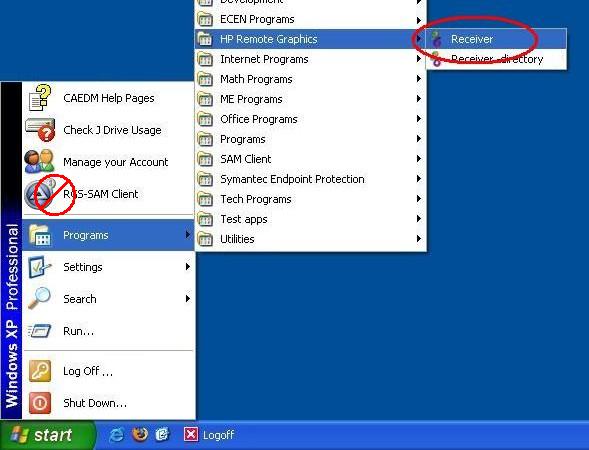 Development
ECEN Programs
HP Remote Graphics
Internet Programs
Math Programs
ME Programs
Office Programs
Programs
SAM Client
Symantec Endpoint Protection
Tech Programs
Test apps
Utilities
Receiver
Receiver -directory
CAEDM Help Pages
Check J Drive Usage
Manage your Account
RGS-SAM Client
Programs
Settings
Search
Run...
Log Off ...
Shut Down...
Windows XP Professional
start
Logoff